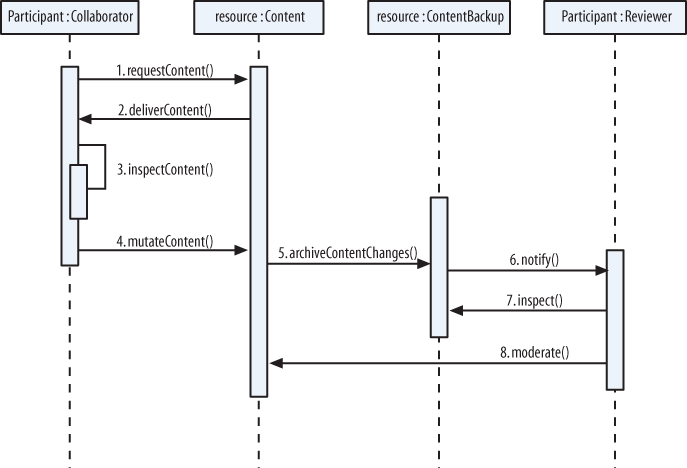 Participant : Collaborator
resource : Content
resource : ContentBackup
Participant : Reviewer
1. requestContent()
2. deliverContent()
3. inspectContent()
4. mutateContent()
5. archiveContentChanges()
6. notify()
7. inspect()
8. moderate()